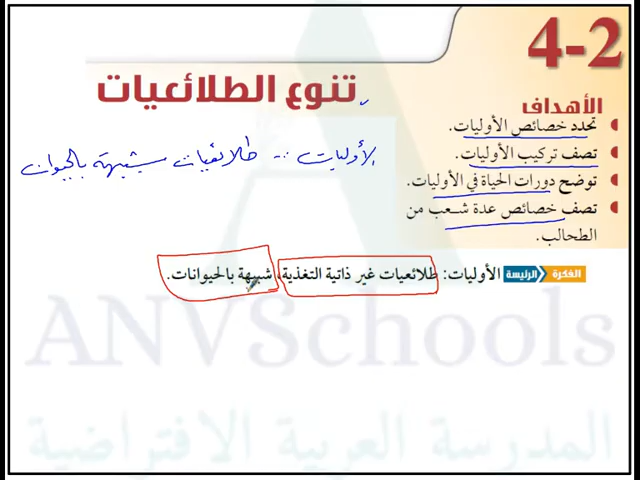 4-2
تنوع الطلائعيات
الأهداف
تحدد خصائص الأوليات.
تصف تركيب الأوليات.
توضح دورات الحياة في الأوليات.
تصف خصائص عدة شعب من
الطحالب.
الأوليات ... طلائعيات شبيهة بالحيوان
الفكرة الرئيسة الأوليات: طلائعيات غير ذاتية التغذية، شبيهة بالحيوانات.
ANVSchools
المدرسة العربية الافتراضية